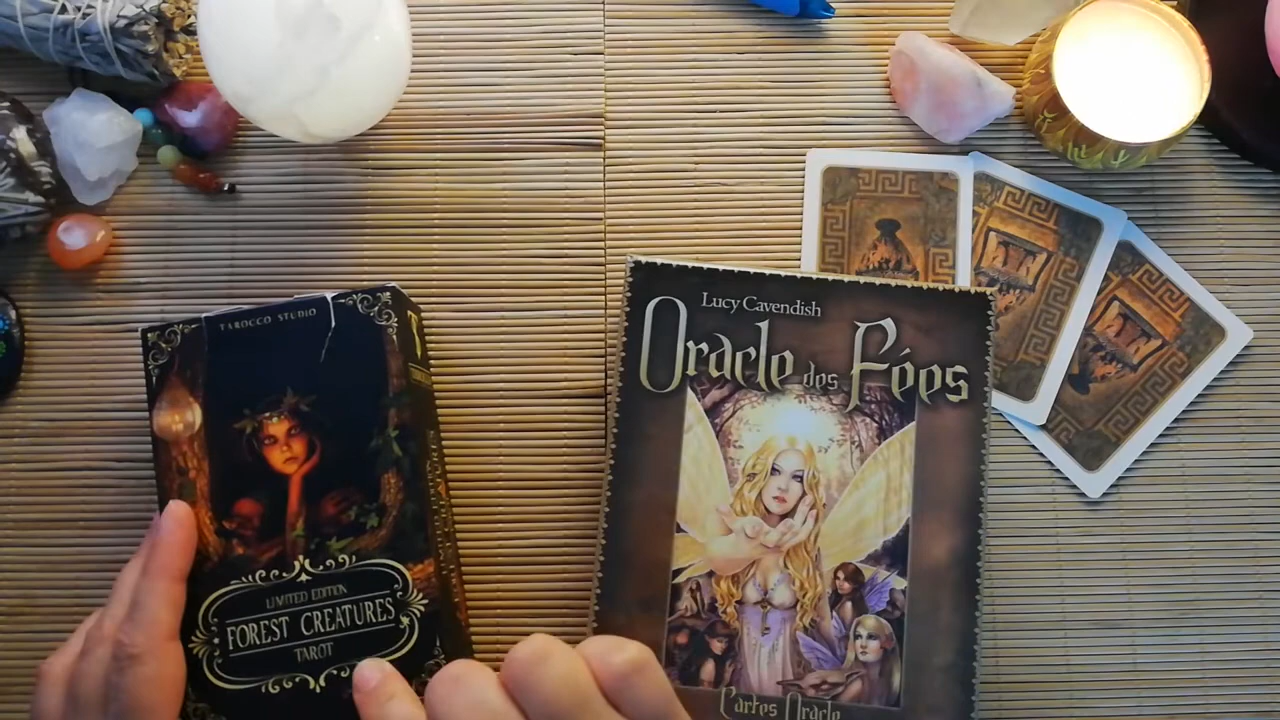 TAROCCO STUDIO
LIMITED EDITION
FOREST CREATURES
TAROT
Lucy Cavendish
Oracle des Fées
Cartes Oracle